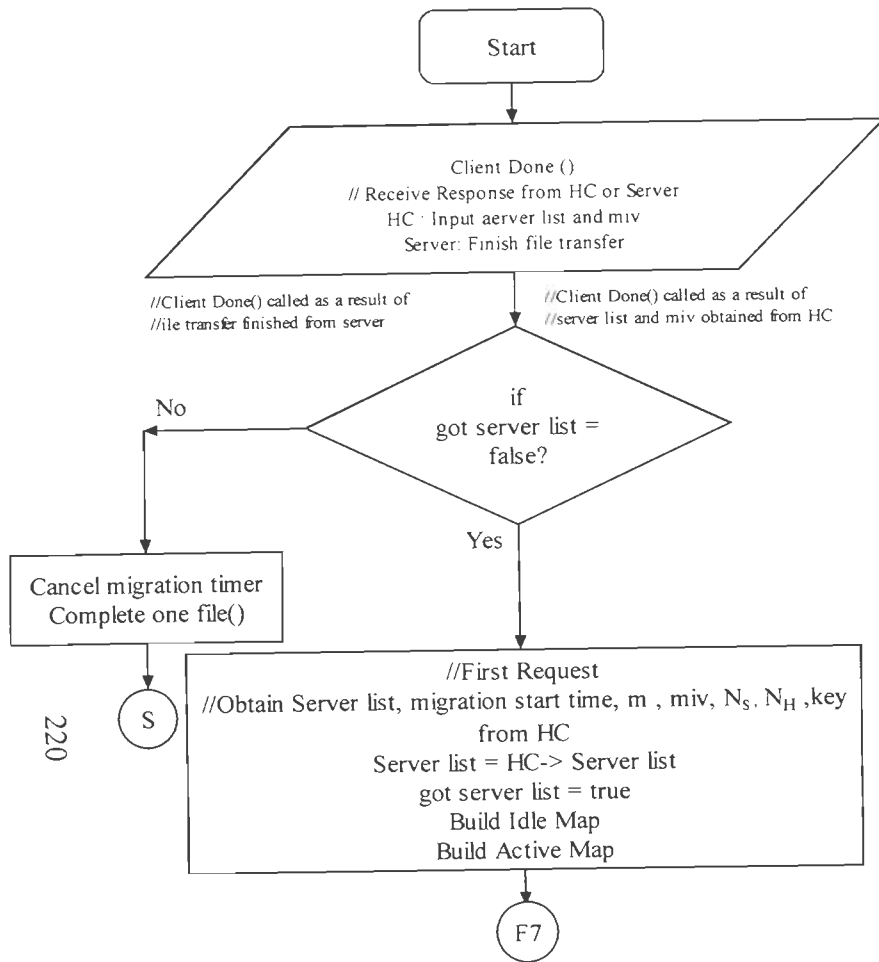 Start
Client Done ()
// Receive Response from HC or Server
HC : Input aerver list and miv
Server: Finish file transfer
//Client Done() called as a result of
//ile transfer finished from server
//Client Done() called as a result of
//server list and miv obtained from HC
if
got server list =
false?
No
Yes
Cancel migration timer
Complete one file()
S
//First Request
//Obtain Server list, migration start time, m , miv, N_S, N_H ,key
from HC
Server list = HC-> Server list
got server list = true
Build Idle Map
Build Active Map
F7
220